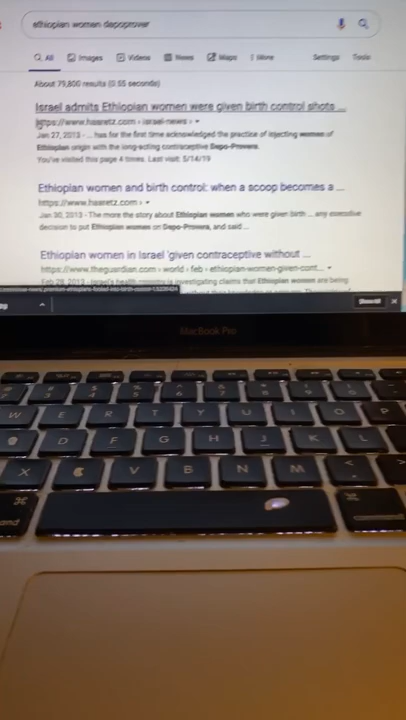 ethiopian women depoprover
All Images Videos News Maps More Settings Tools
About 79,800 results (0.55 seconds)
Israel admits Ethiopian women were given birth control shots ...
https://www.haaretz.com › israel-news
Jan 27, 2013 - ... has for the first time acknowledged the practice of injecting women of
Ethiopian origin with the long-acting contraceptive Depo-Provera.
You've visited this page 4 times. Last visit: 5/14/19
Ethiopian women and birth control: when a scoop becomes a ...
https://www.haaretz.com
Jan 30, 2013 - The more the story about Ethiopian women who were given birth ... any executive
decision to put Ethiopian women on Depo-Provera, and said ...
Ethiopian women in Israel 'given contraceptive without ...
https://www.theguardian.com › world › feb › ethiopian-women-given-cont...
Feb 28, 2013 - Israel's health ministry is investigating claims that Ethiopian women are being
Show All
MacBook Pro
W E R T Y U I O P
D F G H J K L
X C V B N M <
⌘ ⌘